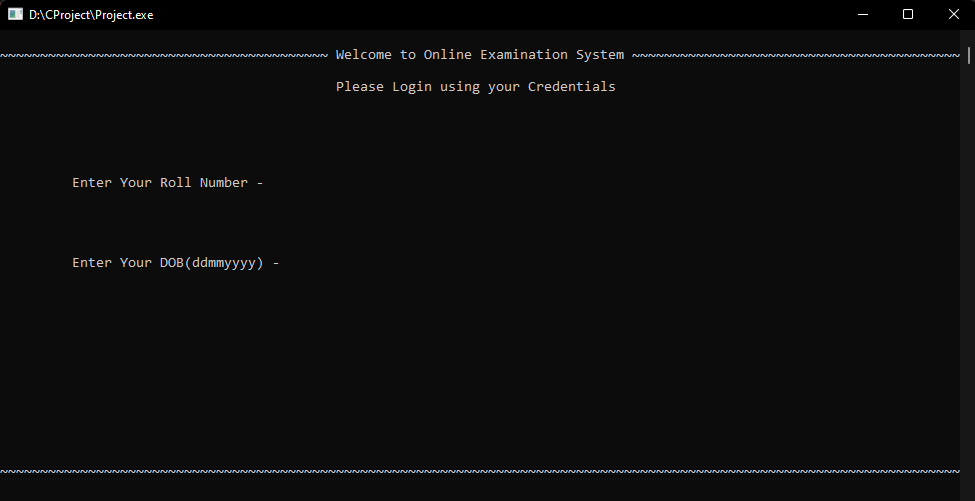 D:\CProject\Project.exe
~~~~~~~~~~~~~~~~~~~~~~~~~~~~~~~~~~~~~~~~~ Welcome to Online Examination System ~~~~~~~~~~~~~~~~~~~~~~~~~~~~~~~~~~~~~~~~~
Please Login using your Credentials
Enter Your Roll Number -
Enter Your DOB(ddmmyyyy) -
~~~~~~~~~~~~~~~~~~~~~~~~~~~~~~~~~~~~~~~~~~~~~~~~~~~~~~~~~~~~~~~~~~~~~~~~~~~~~~~~~~~~~~~~~~~~~~~~~~~~~~~~~~~~~~~~~~~~~~~~